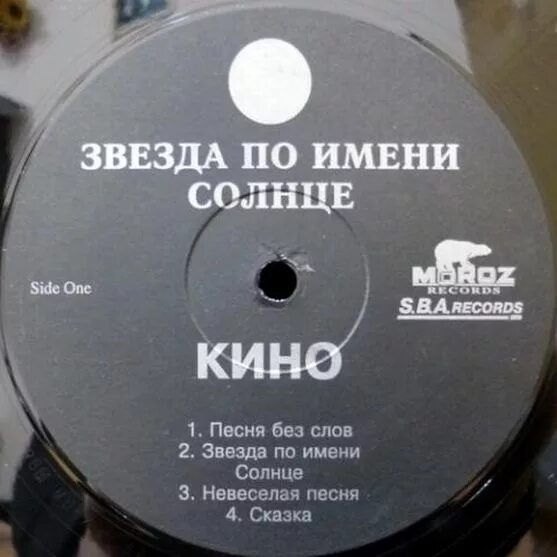 ЗВЕЗДА ПО ИМЕНИ
СОЛНЦЕ
Side One
MOROZ
RECORDS
S.B.A. RECORDS
КИНО
1. Песня без слов
2. Звезда по имени
Солнце
3. Невеселая песня
4. Сказка